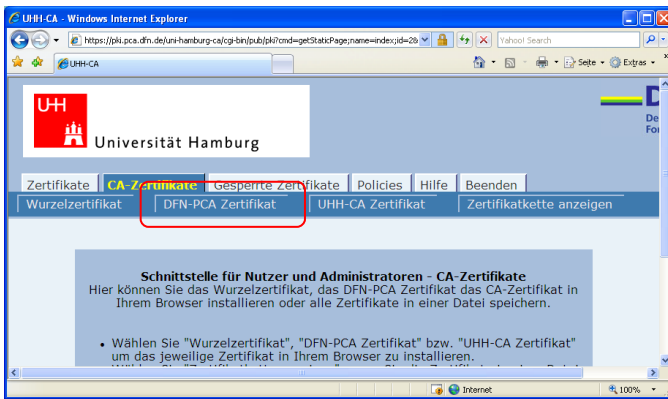 UHH-CA - Windows Internet Explorer
https://pki.pca.dfn.de/uni-hamburg-ca/cgi-bin/pub/pki?cmd=getStaticPage;name=index;id=2&
Yahoo! Search
UHH-CA
Seite
Extras
UHH
Universität Hamburg
D
De
For
Zertifikate CA-Zertifikate Gesperrte Zertifikate Policies Hilfe Beenden
Wurzelzertifikat DFN-PCA Zertifikat UHH-CA Zertifikat Zertifikatkette anzeigen
Schnittstelle für Nutzer und Administratoren - CA-Zertifikate
Hier können Sie das Wurzelzertifikat, das DFN-PCA Zertifikat das CA-Zertifikat in
Ihrem Browser installieren oder alle Zertifikate in einer Datei speichern.
• Wählen Sie "Wurzelzertifikat", "DFN-PCA Zertifikat" bzw. "UHH-CA Zertifikat"
um das jeweilige Zertifikat in Ihrem Browser zu installieren.
Internet
100%